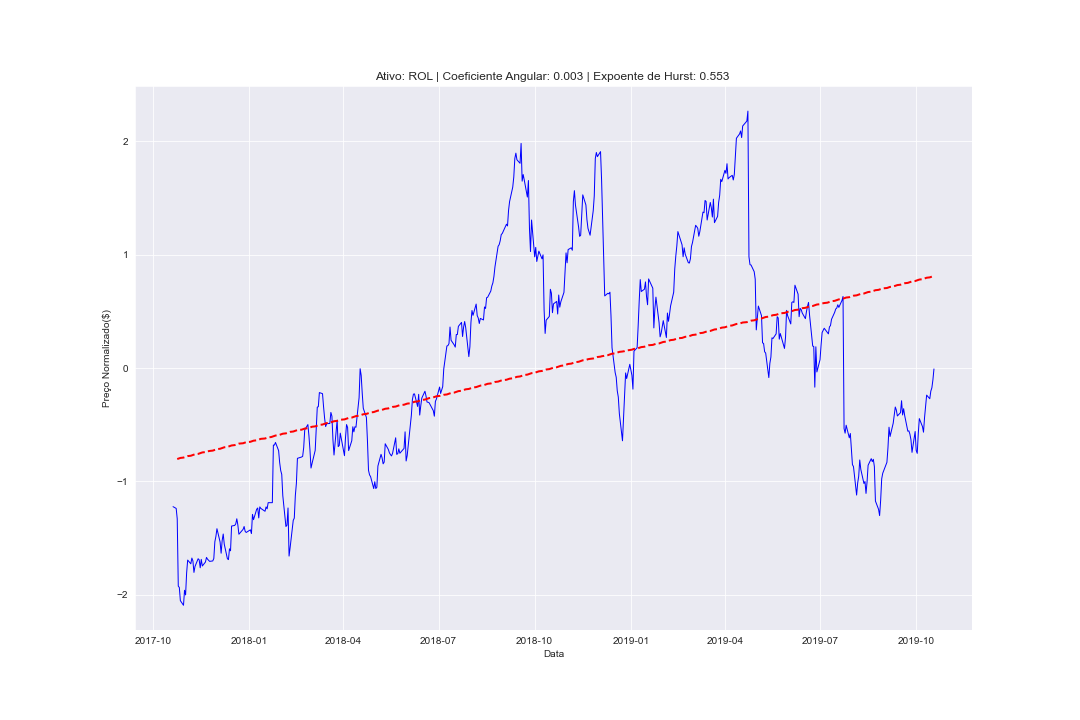 Ativo: ROL | Coeficiente Angular: 0.003 | Expoente de Hurst: 0.553
Preço Normalizado($)
2
1
0
−1
−2
2017-10 2018-01 2018-04 2018-07 2018-10 2019-01 2019-04 2019-07 2019-10
Data